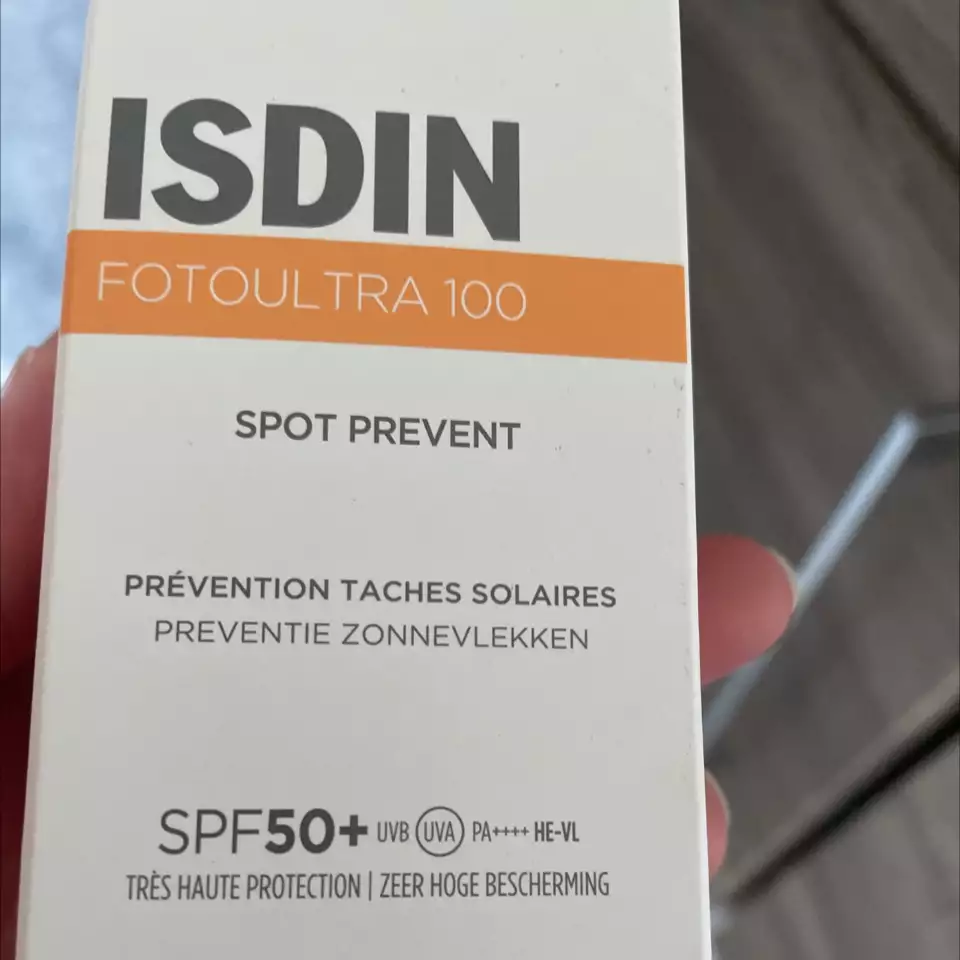 ISDIN
FOTOULTRA 100
SPOT PREVENT
PRÉVENTION TACHES SOLAIRES
PREVENTIE ZONNEVLEKKEN
SPF50+ UVB UVA PA++++ HE-VL
TRÈS HAUTE PROTECTION | ZEER HOGE BESCHERMING